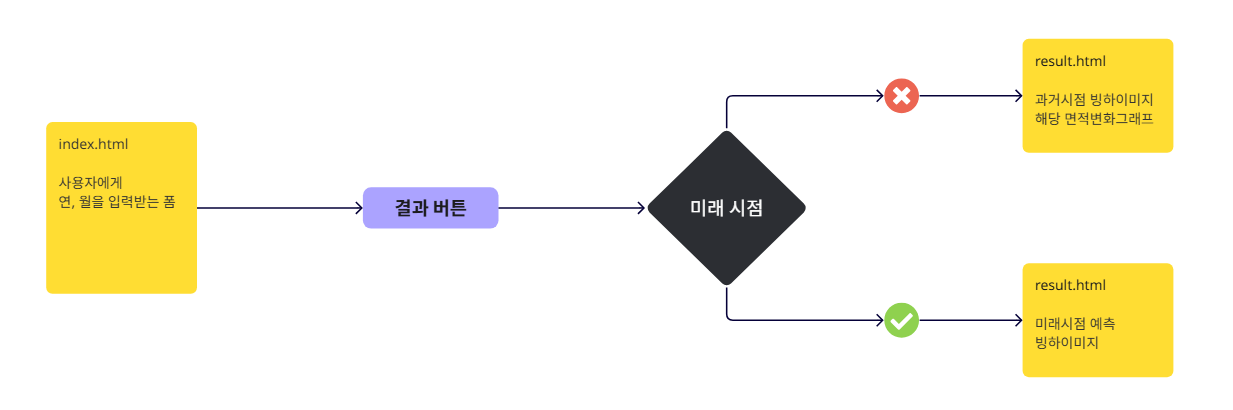 index.html
사용자에게
연, 월을 입력받는 폼
결과 버튼
미래 시점
result.html
과거시점 빙하이미지
해당 면적변화그래프
result.html
미래시점 예측
빙하이미지